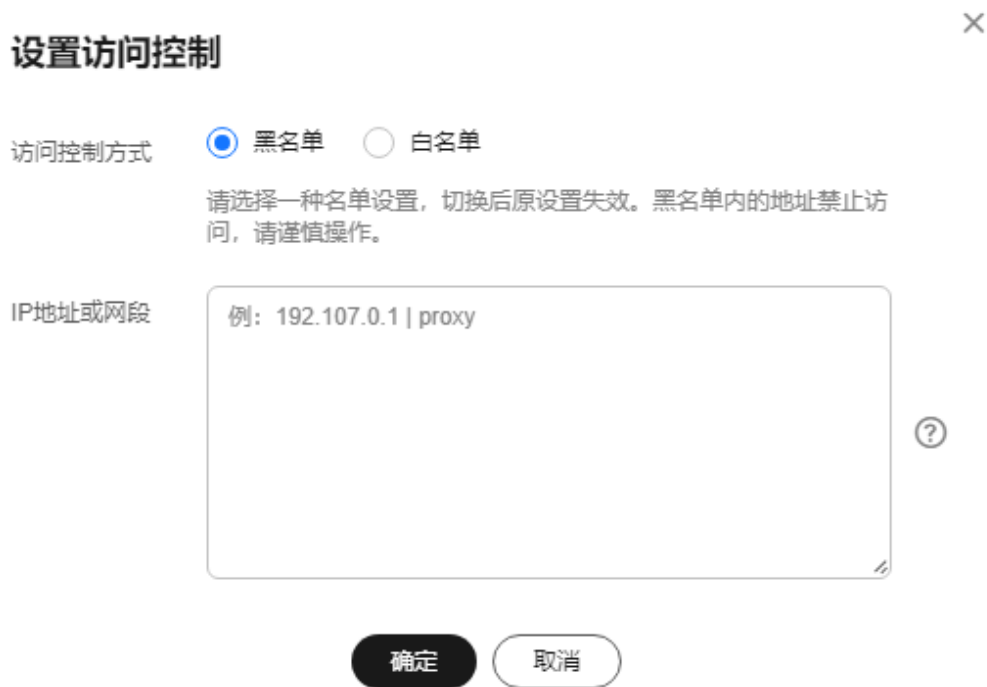 设置访问控制
访问控制方式
黑名单
白名单
请选择一种名单设置，切换后原设置失效。黑名单内的地址禁止访
问，请谨慎操作。
IP地址或网段
例：192.107.0.1 | proxy
确定
取消